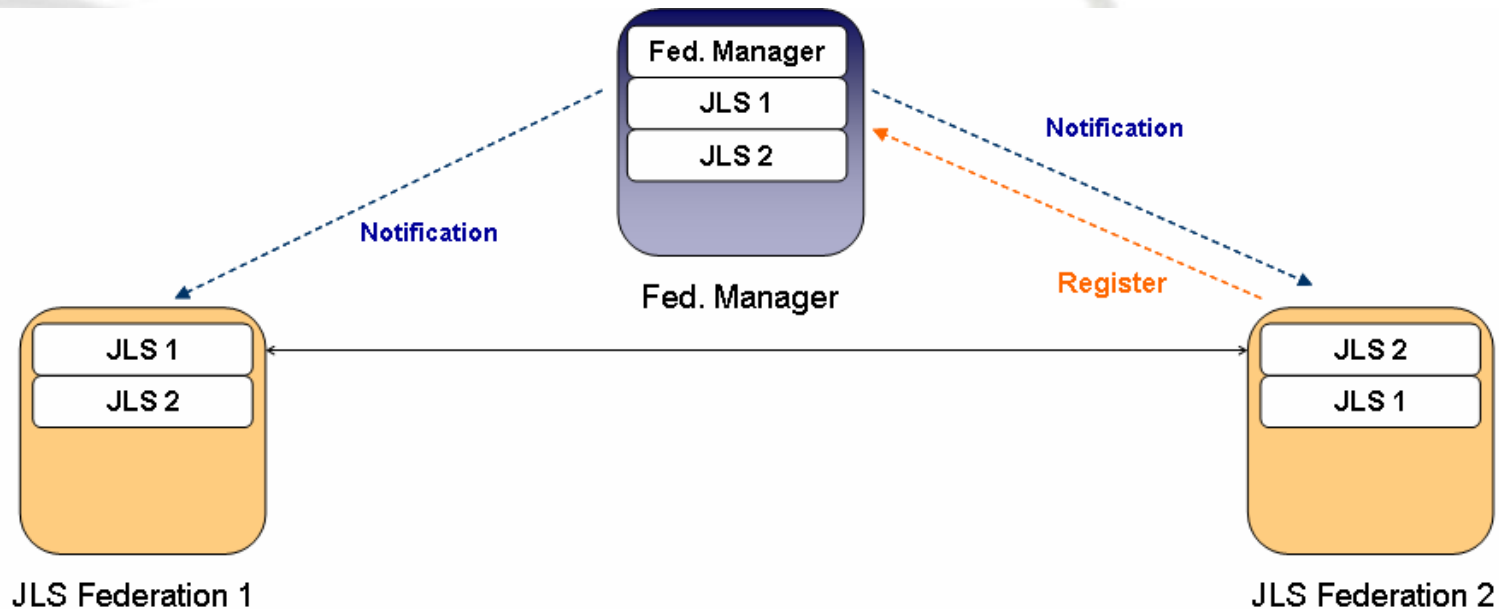 Fed. Manager
JLS 1
JLS 2
Notification
Notification
Register
Fed. Manager
JLS 1
JLS 2
JLS 2
JLS 1
JLS Federation 1
JLS Federation 2